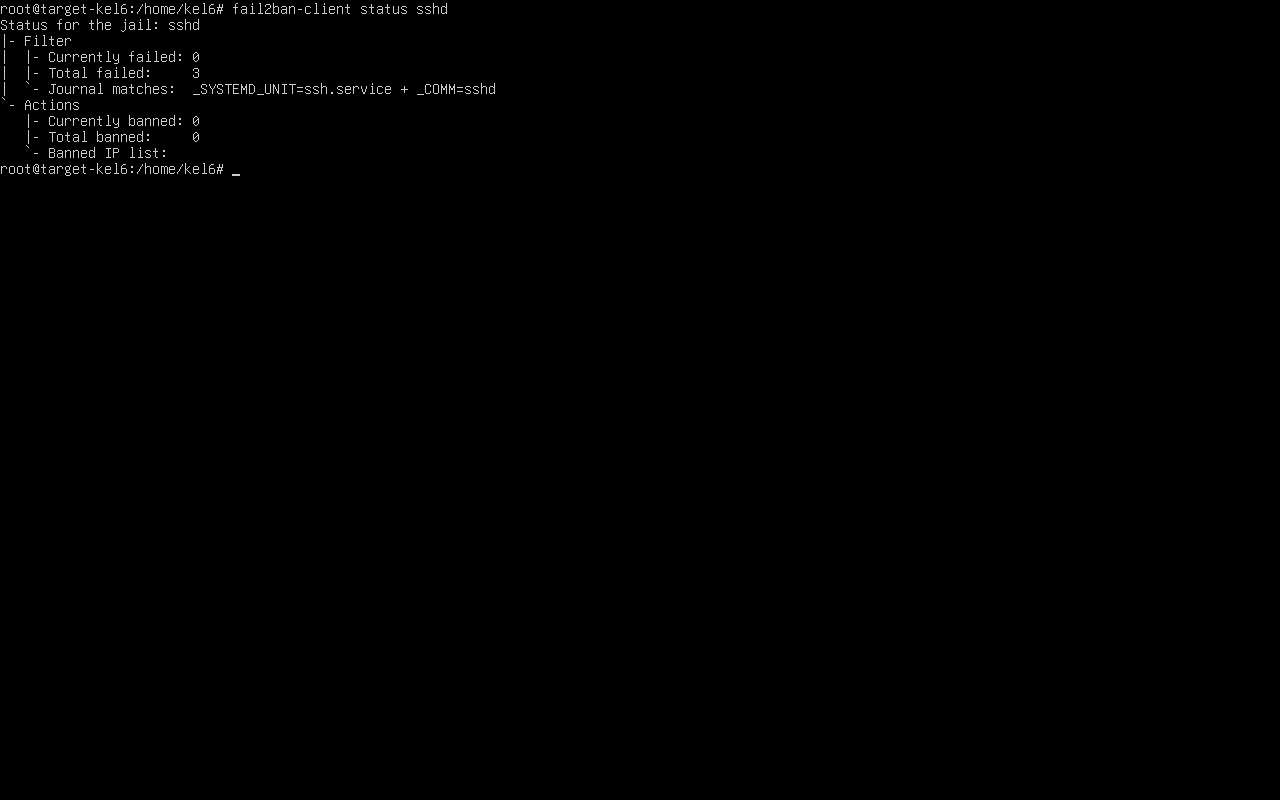 root@target-kel6:/home/kel6# fail2ban-client status sshd
Status for the jail: sshd
|- Filter
|  |- Currently failed: 0
|  |- Total failed:     3
|  `- Journal matches:  _SYSTEMD_UNIT=ssh.service + _COMM=sshd
`- Actions
   |- Currently banned: 0
   |- Total banned:     0
   `- Banned IP list:
root@target-kel6:/home/kel6# _